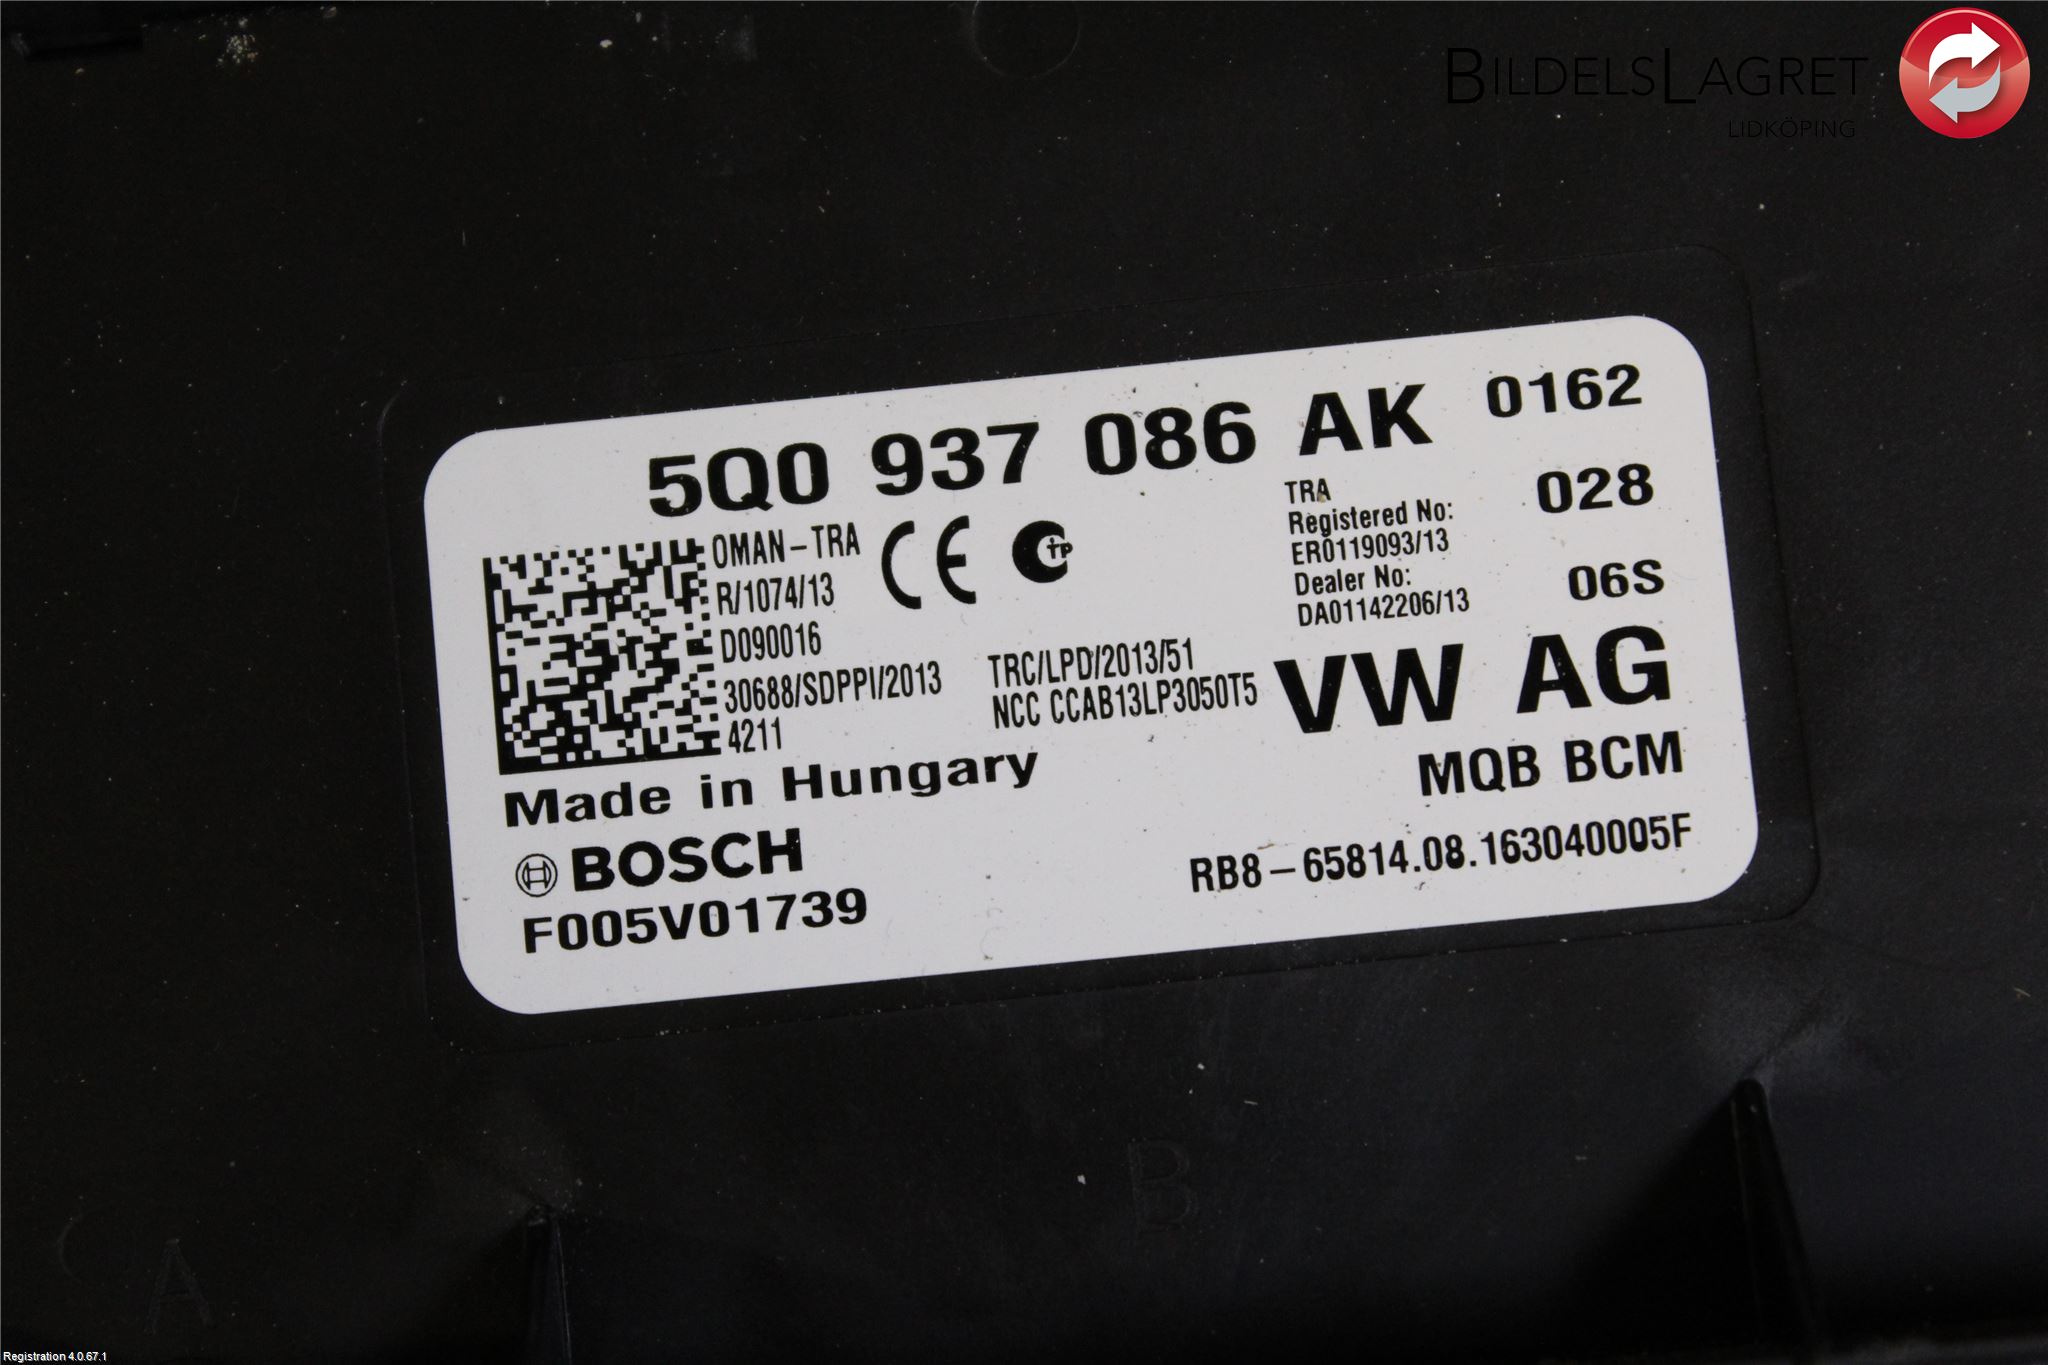 BILDELSLAGRET
LIDKÖPING
5Q0 937 086 AK 0162
028
06S
OMAN-TRA
R/1074/13
D090016
30688/SDPPI/2013
4211
CE
TRC/LPD/2013/51
NCC CCAB13LP3050T5
TRA
Registered No:
ER0119093/13
Dealer No:
DA01142206/13
VW AG
MQB BCM
Made in Hungary
BOSCH
F005V01739
RB8-65814.08.163040005F
B
A
Registration 4.0.67.1